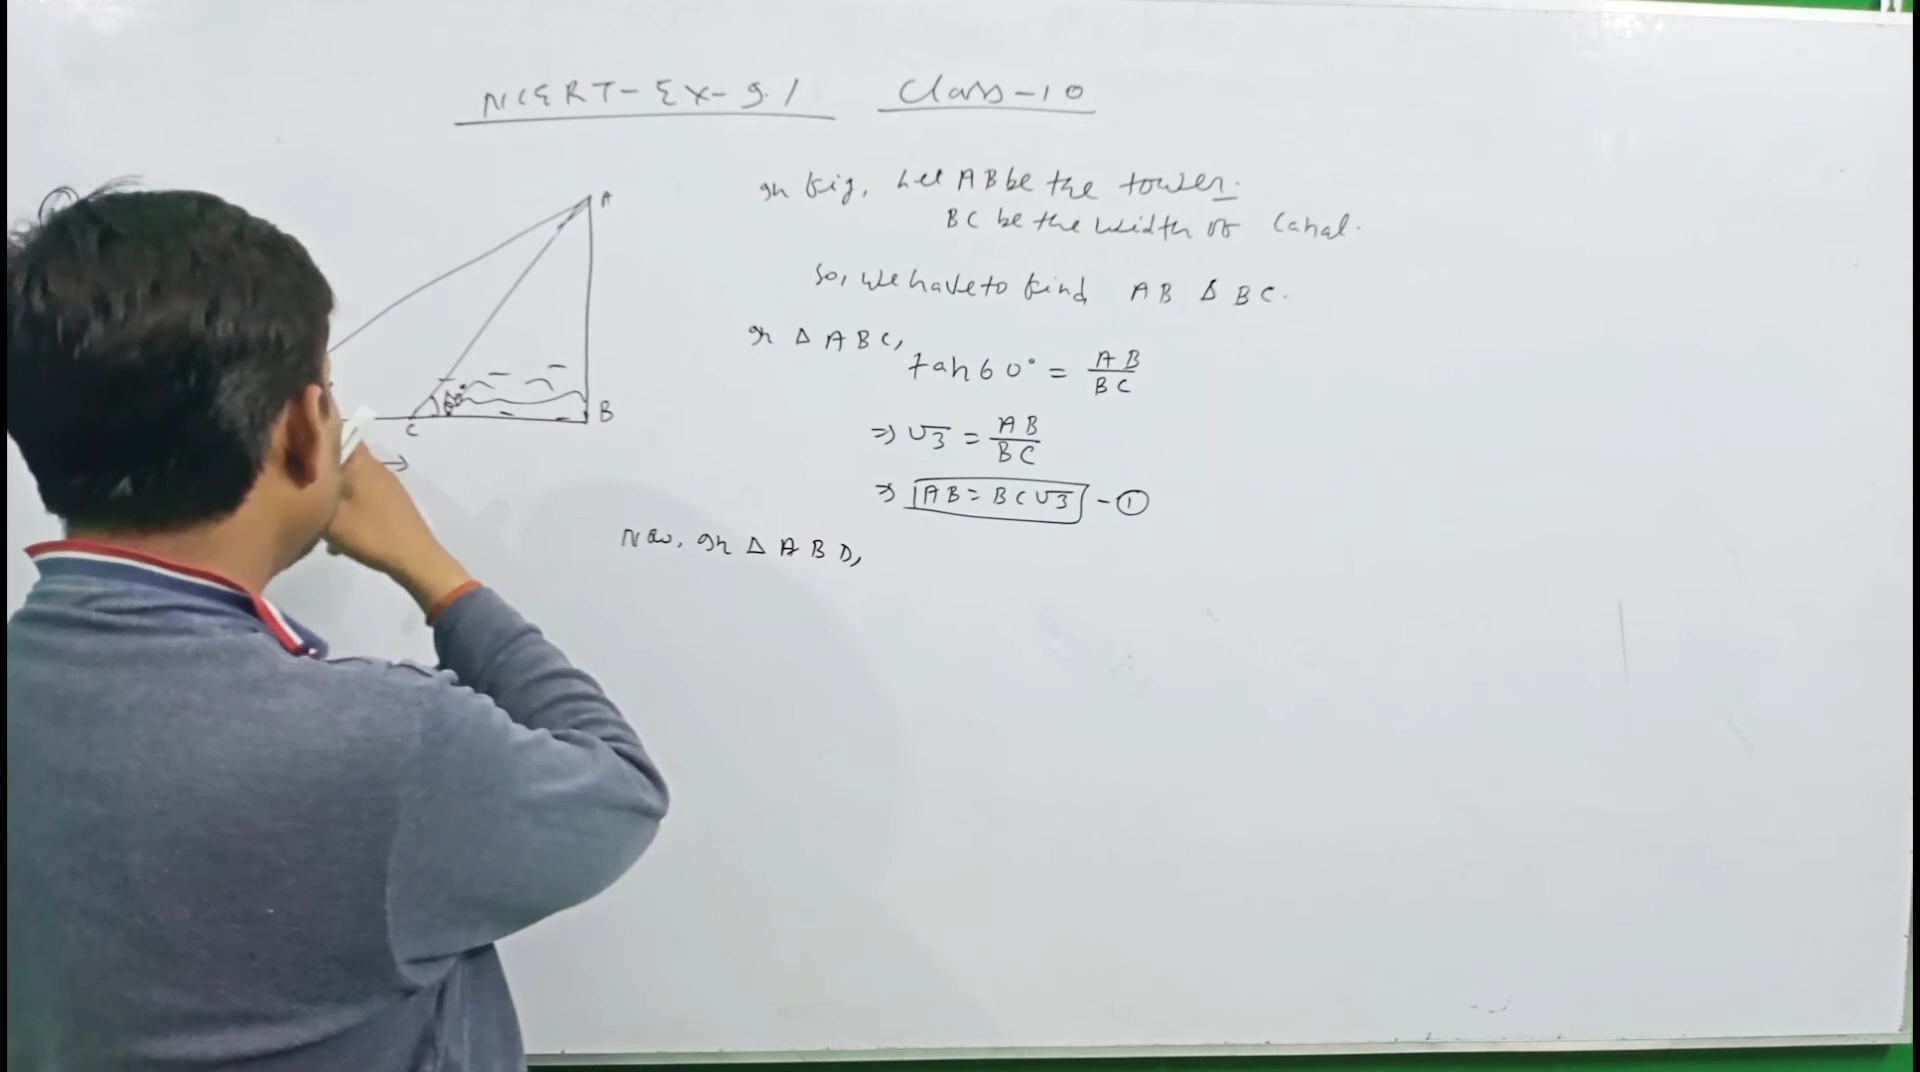 NCERT-Ex-9.1 Class-10
In fig, Let AB be the tower.
BC be the width of Canal.
So, We have to find AB & BC.
In Δ ABC,
tan60° = AB/BC
⇒ √3 = AB/BC
⇒ AB = BC√3 - ①
Now, In Δ ABD,
A
B
C